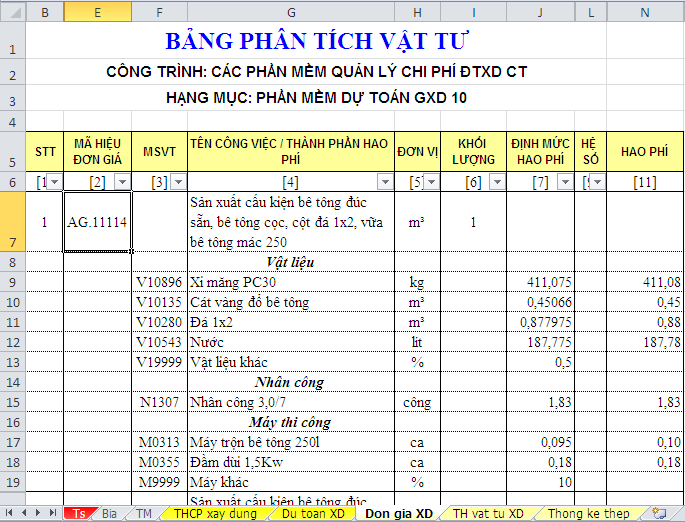 B E F G H I J L N
1 BẢNG PHÂN TÍCH VẬT TƯ
2 CÔNG TRÌNH: CÁC PHẦN MỀM QUẢN LÝ CHI PHÍ ĐTXD CT
3 HẠNG MỤC: PHẦN MỀM DỰ TOÁN GXD 10
4
5 STT MÃ HIỆU ĐƠN GIÁ MSVT TÊN CÔNG VIỆC / THÀNH PHẦN HAO PHÍ ĐƠN VỊ KHỐI LƯỢNG ĐỊNH MỨC HAO PHÍ HỆ SỐ HAO PHÍ
6 [1 [2] [3] [4] [5] [6] [7] [11]
7 1 AG.11114 Sản xuất cấu kiện bê tông đúc sẵn, bê tông cọc, cột đá 1x2, vữa bê tông mác 250 m³ 1
8 Vật liệu
9 V10896 Xi măng PC30 kg 411,075 411,08
10 V10135 Cát vàng đổ bê tông m³ 0,45066 0,45
11 V10280 Đá 1x2 m³ 0,877975 0,88
12 V10543 Nước lít 187,775 187,78
13 V19999 Vật liệu khác % 0,5
14 Nhân công
15 N1307 Nhân công 3,0/7 công 1,83 1,83
16 Máy thi công
17 M0313 Máy trộn bê tông 250l ca 0,095 0,10
18 M0355 Đầm dùi 1,5Kw ca 0,18 0,18
19 M9999 Máy khác % 10
Sản xuất cấu kiện bê tông đúc
Ts Bia TM THCP xay dung Du toan XD Don gia XD TH vat tu XD Thong ke thep